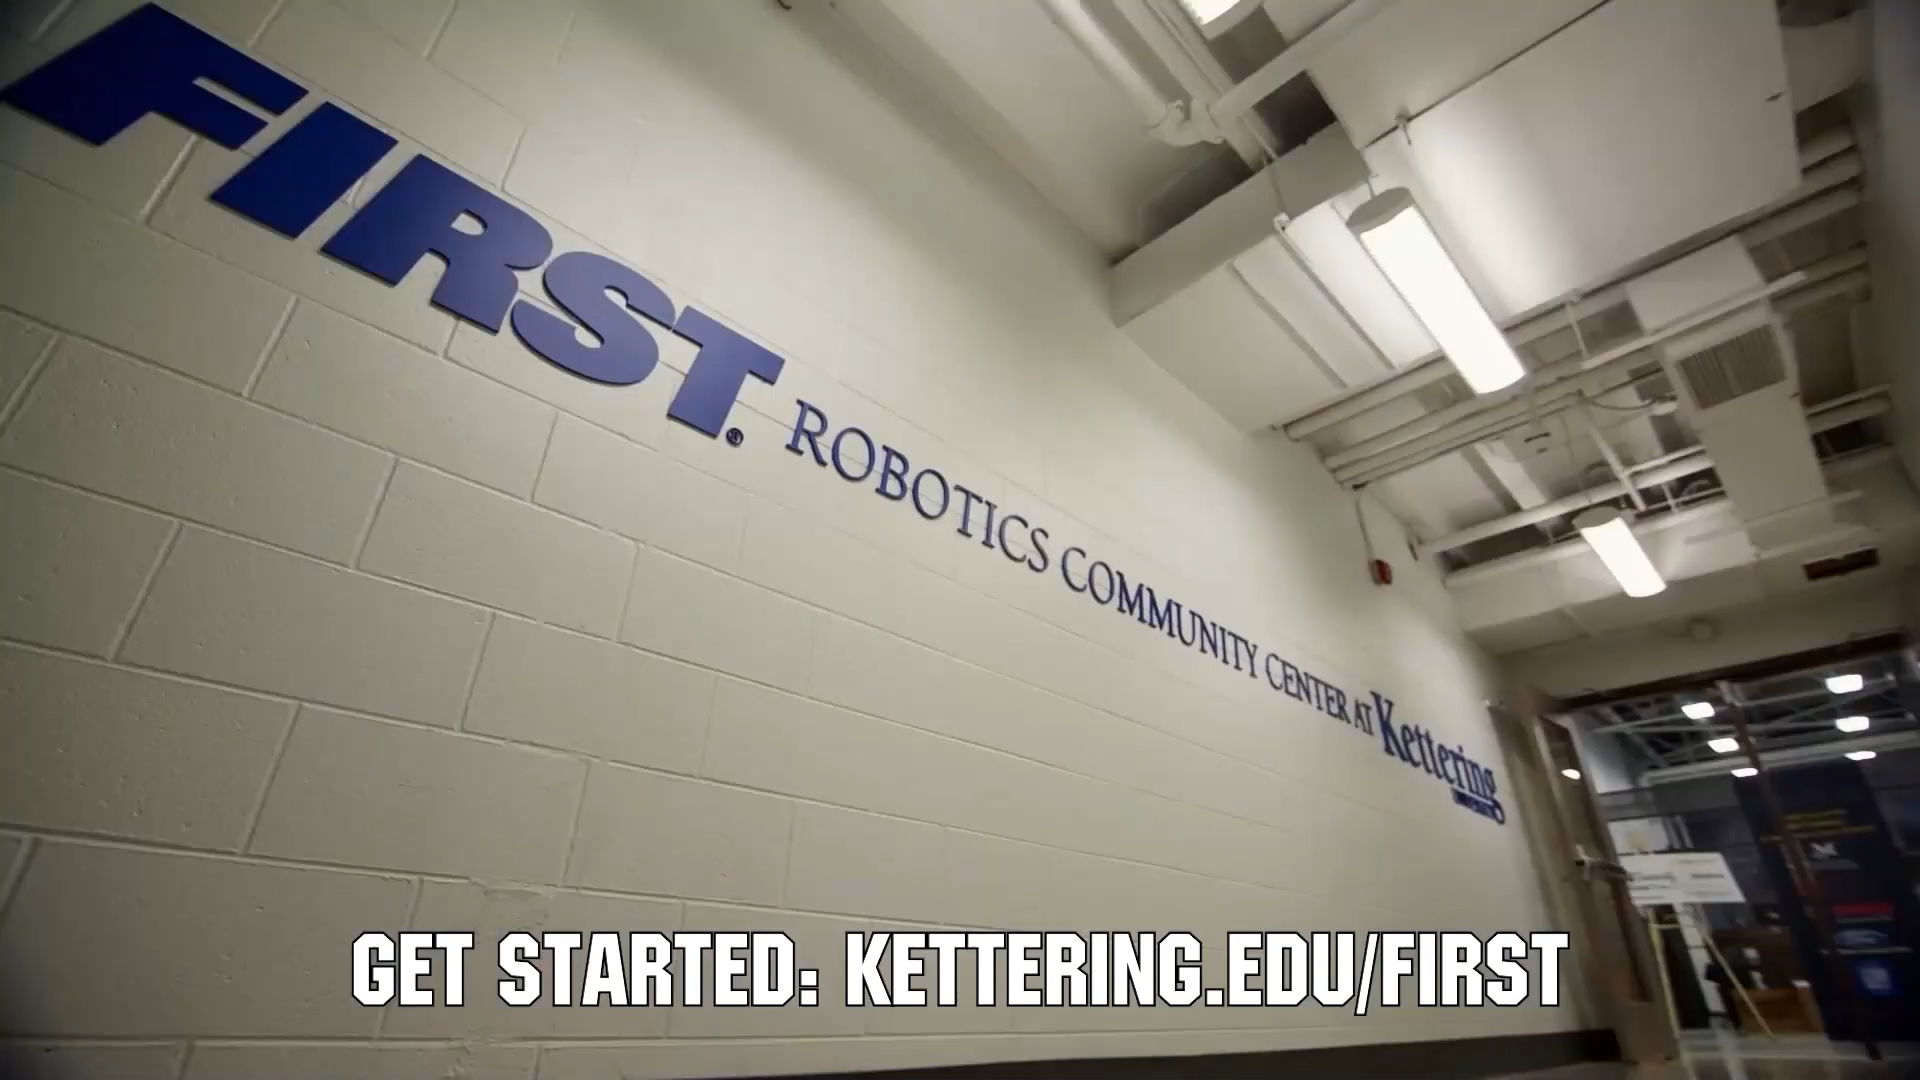 FIRST® ROBOTICS COMMUNITY CENTER AT Kettering
GET STARTED: KETTERING.EDU/FIRST